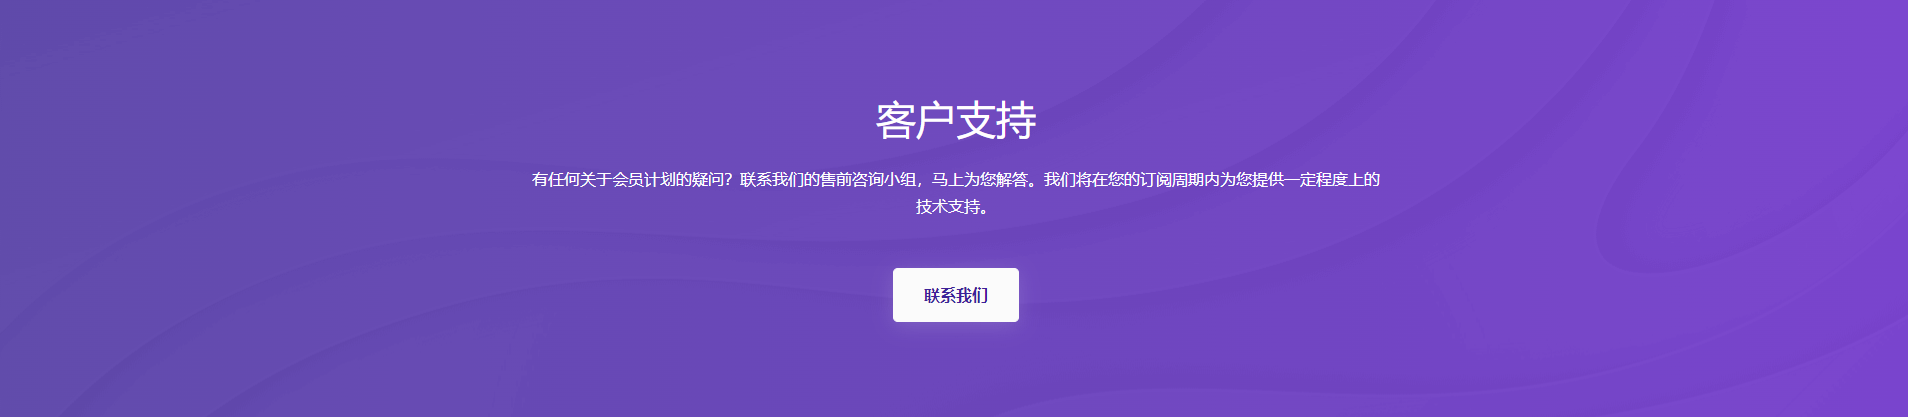 客户支持
有任何关于会员计划的疑问？联系我们的售前咨询小组，马上为您解答。我们将在您的订阅周期内为您提供一定程度上的
技术支持。
联系我们